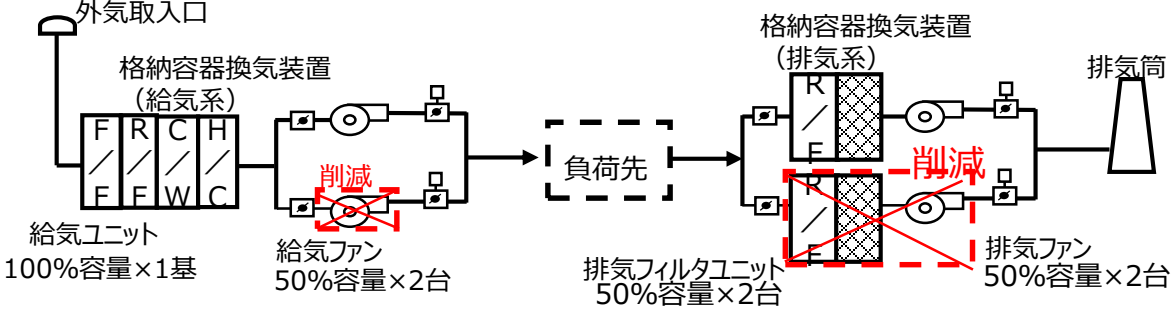 外気取入口
格納容器換気装置
（給気系）
F/F
R/F
C/W
H/C
給気ユニット
100%容量×1基
削減
給気ファン
50%容量×2台
負荷先
格納容器換気装置
（排気系）
R/F
削減
R/F
排気フィルタユニット
50%容量×2台
排気ファン
50%容量×2台
排気筒